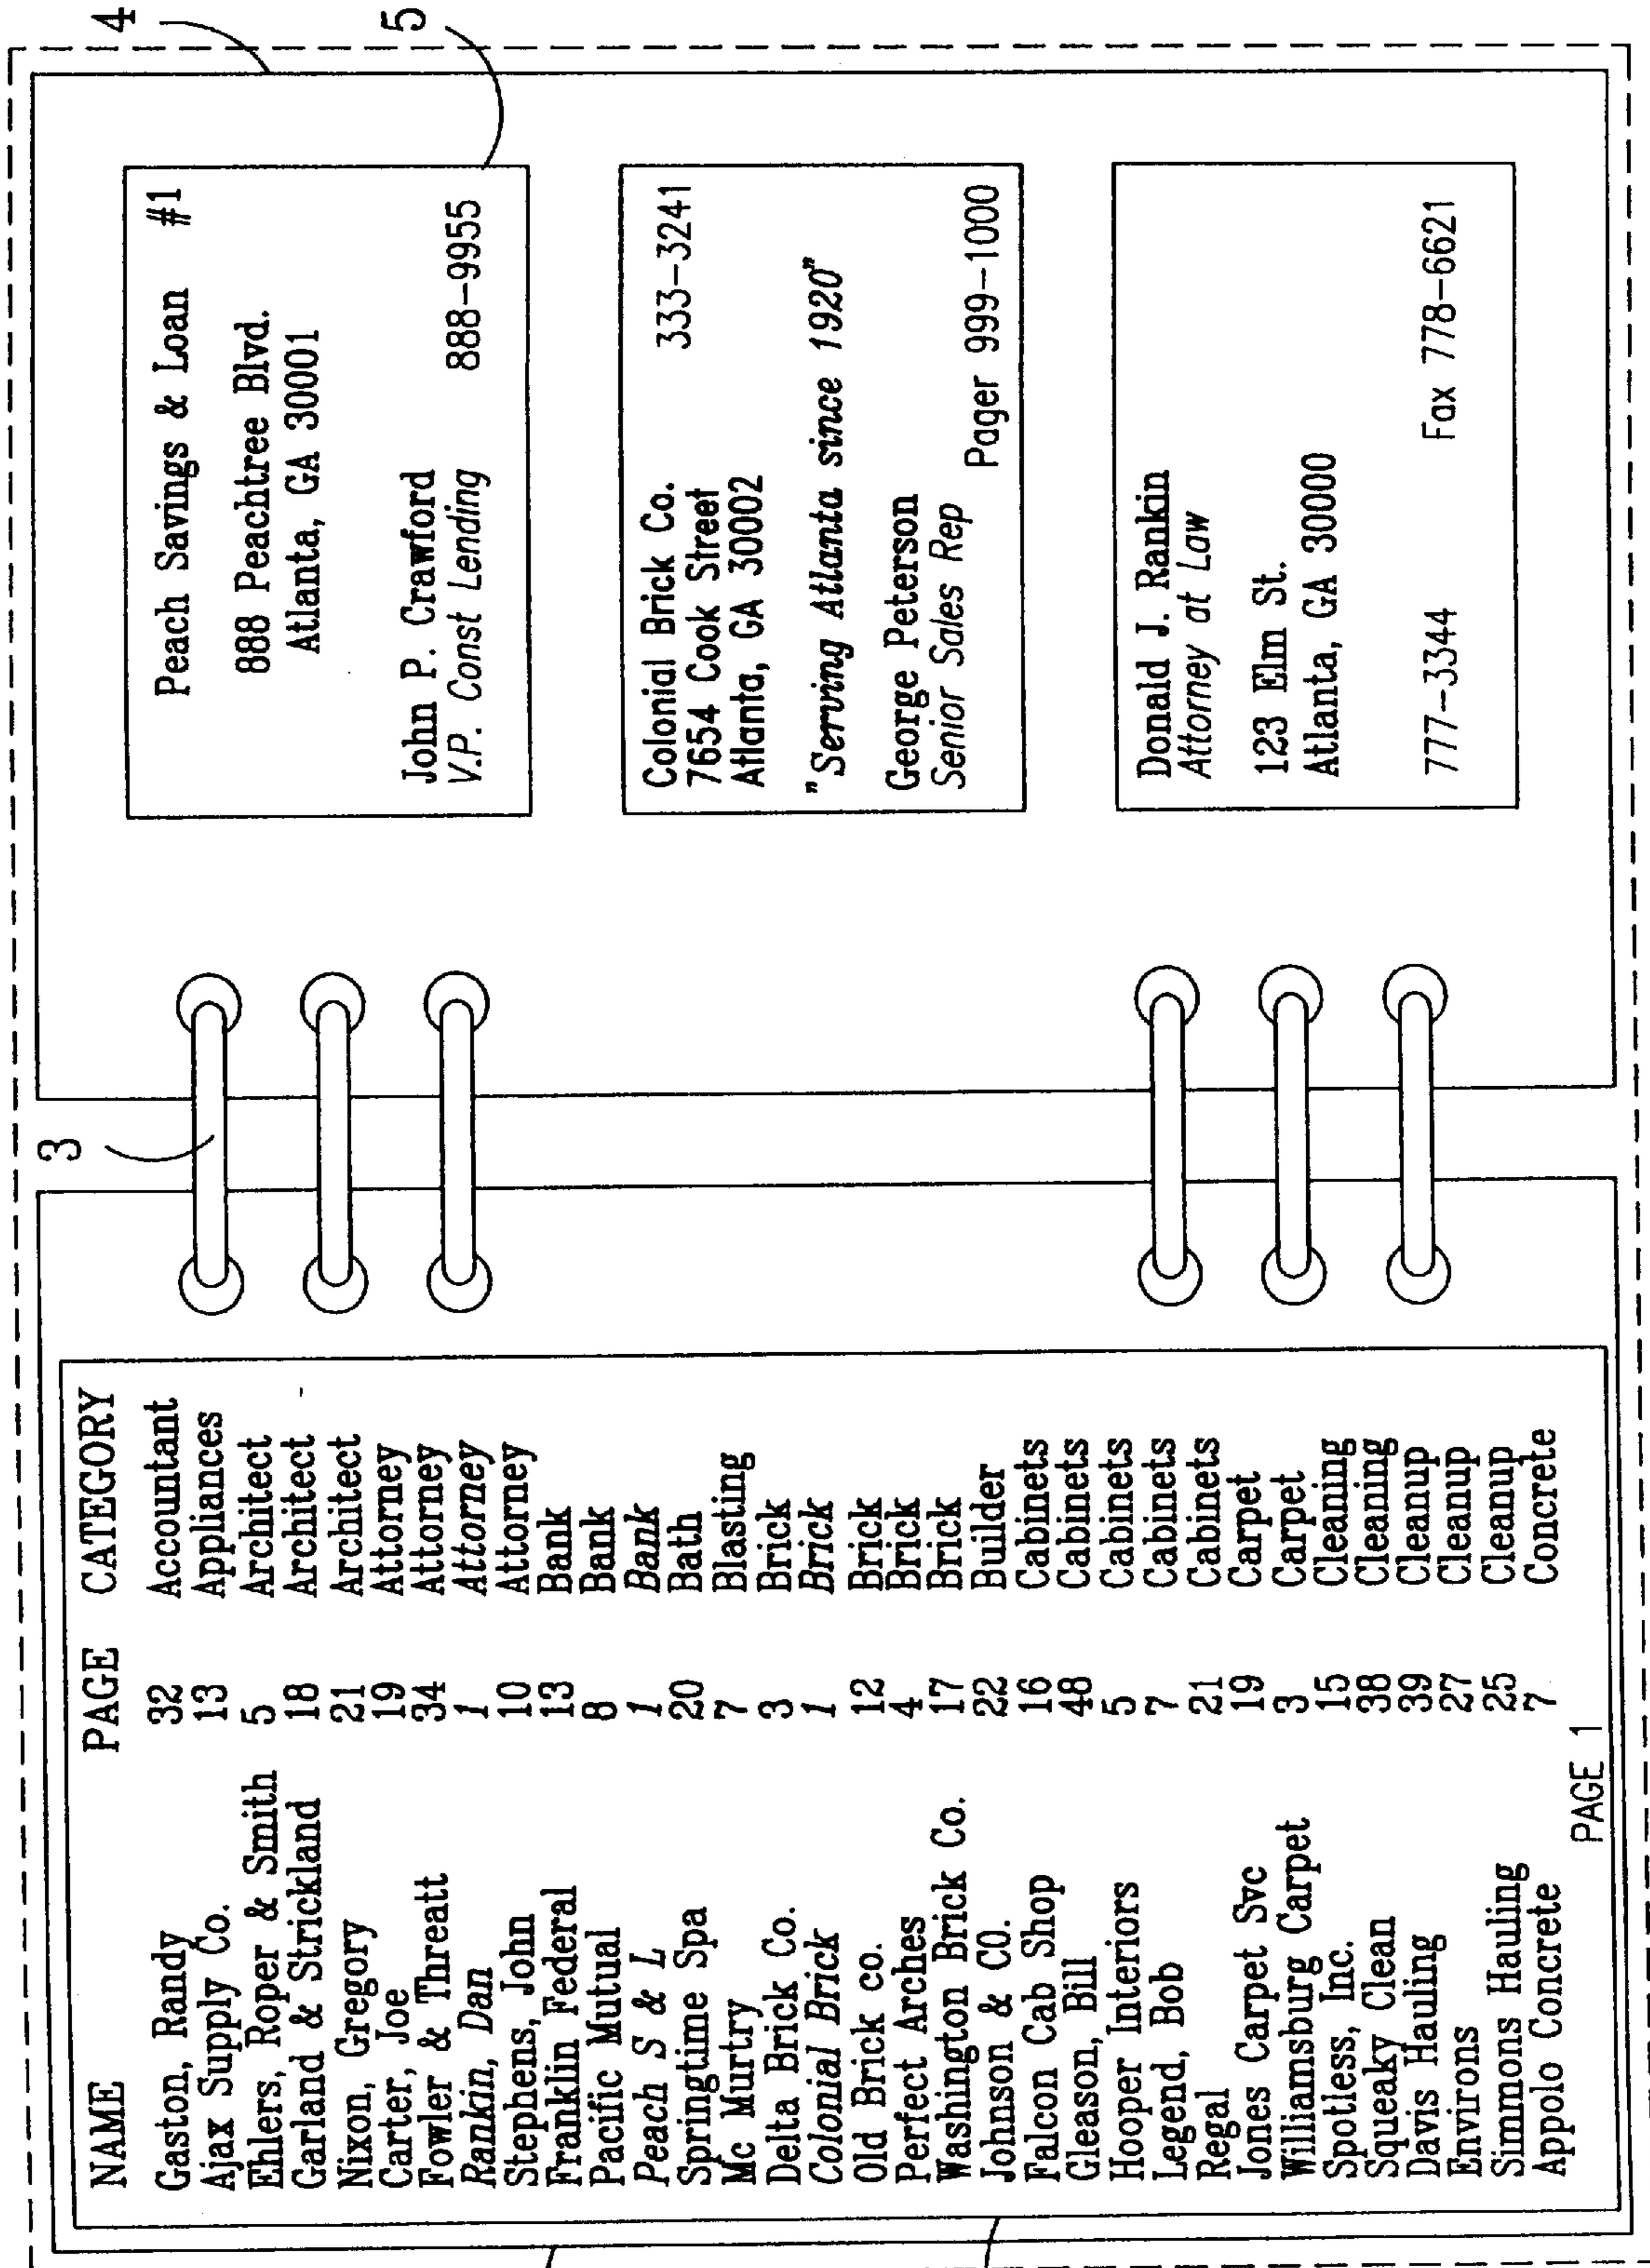 NAME PAGE CATEGORY
Gaston, Randy 32 Accountant
Ajax Supply Co. 13 Appliances
Ehlers, Roper & Smith 5 Architect
Garland & Strickland 18 Architect
Nixon, Gregory 21 Architect
Carter, Joe 19 Attorney
Fowler & Threatt 34 Attorney
Rankin, Dan 1 Attorney
Stephens, John 10 Attorney
Franklin Federal 13 Bank
Pacific Mutual 8 Bank
Peach S & L 1 Bank
Springtime Spa 20 Bath
Mc Murtry 7 Blasting
Delta Brick Co. 3 Brick
Colonial Brick 1 Brick
Old Brick co. 12 Brick
Perfect Arches 4 Brick
Washington Brick Co. 17 Brick
Johnson & CO. 22 Builder
Falcon Cab Shop 16 Cabinets
Gleason, Bill 48 Cabinets
Hooper Interiors 5 Cabinets
Legend, Bob 7 Cabinets
Regal 21 Cabinets
Jones Carpet Svc 19 Carpet
Williamsburg Carpet 3 Carpet
Spotless, Inc. 15 Cleaning
Squeaky Clean 38 Cleaning
Davis Hauling 39 Cleanup
Environs 27 Cleanup
Simmons Hauling 25 Cleanup
Appolo Concrete 7 Concrete
PAGE 1
3
4
5
Peach Savings & Loan #1
888 Peachtree Blvd.
Atlanta, GA 30001
John P. Crawford
V.P. Const Lending 888-9955
Colonial Brick Co. 333-3241
7654 Cook Street
Atlanta, GA 30002
"Serving Atlanta since 1920"
George Peterson
Senior Sales Rep
Pager 999-1000
Donald J. Rankin
Attorney at Law
123 Elm St.
Atlanta, GA 30000
777-3344 Fax 778-6621